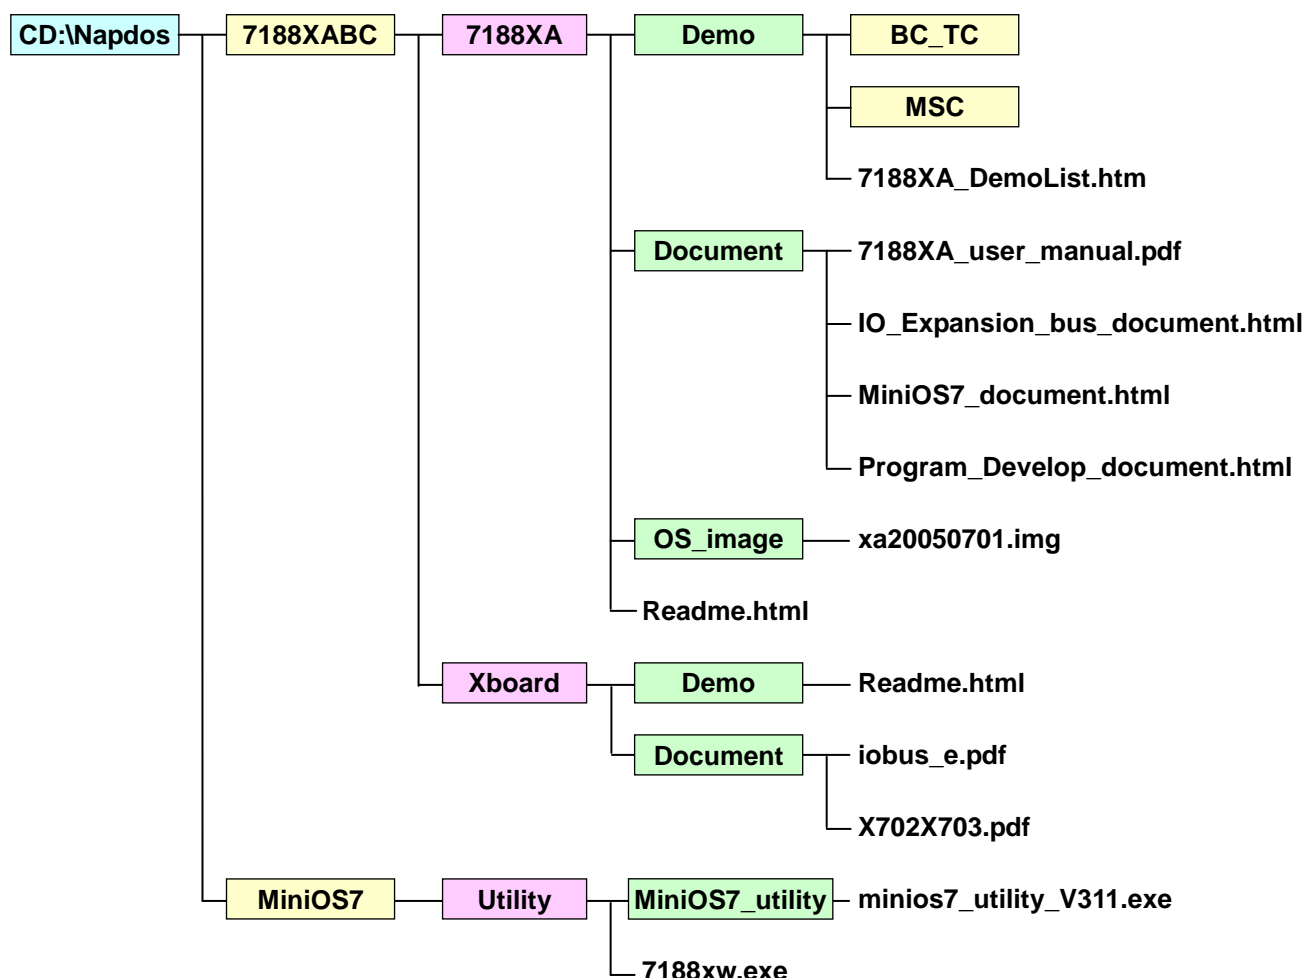 CD:\Napdos 7188XABC 7188XA Demo BC_TC
MSC
7188XA_DemoList.htm
Document 7188XA_user_manual.pdf
IO_Expansion_bus_document.html
MiniOS7_document.html
Program_Develop_document.html
OS_image xa20050701.img
Readme.html
Xboard Demo Readme.html
Document iobus_e.pdf
X702X703.pdf
MiniOS7 Utility MiniOS7_utility minios7_utility_V311.exe
7188xw.exe